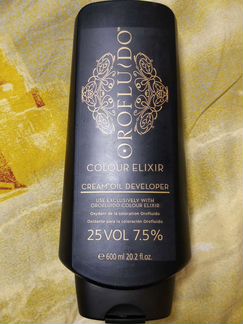 OROFLUIDO
COLOUR ELIXIR
CREAM OIL DEVELOPER
USE EXCLUSIVELY WITH
OROFLUIDO COLOUR ELIXIR
Oxydant de la coloration Orofluido
Oxidante para la coloración Orofluido
25 VOL 7.5%
e 600 ml 20.2 fl.oz.